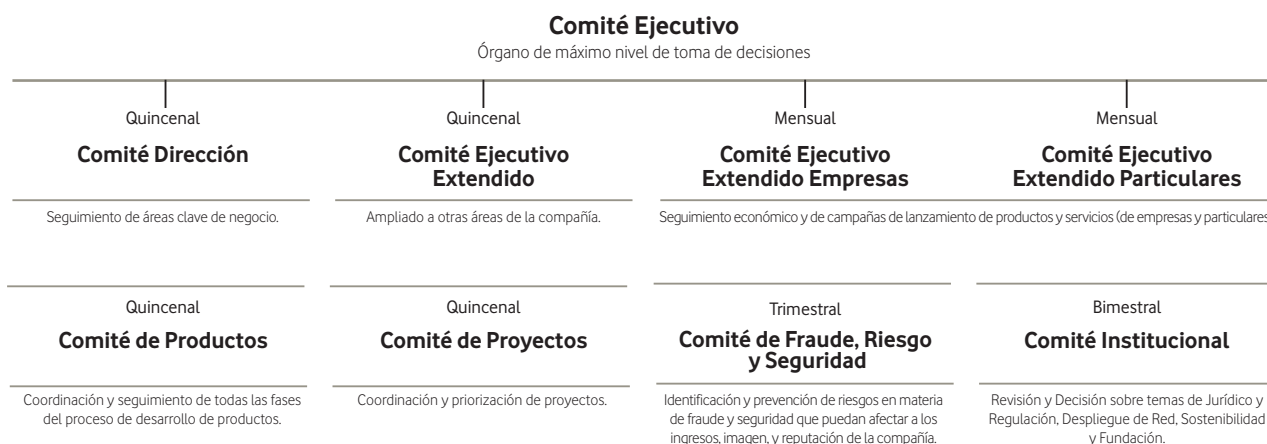 Comité Ejecutivo
Órgano de máximo nivel de toma de decisiones
Quincenal
Comité Dirección
Seguimiento de áreas clave de negocio.
Quincenal
Comité Ejecutivo
Extendido
Ampliado a otras áreas de la compañía.
Mensual
Comité Ejecutivo
Extendido Empresas
Mensual
Comité Ejecutivo
Extendido Particulares
Seguimiento económico y de campañas de lanzamiento de productos y servicios (de empresas y particulares
Quincenal
Comité de Productos
Coordinación y seguimiento de todas las fases
del proceso de desarrollo de productos.
Quincenal
Comité de Proyectos
Coordinación y priorización de proyectos.
Trimestral
Comité de Fraude, Riesgo
y Seguridad
Identificación y prevención de riesgos en materia
de fraude y seguridad que puedan afectar a los
ingresos, imagen, y reputación de la compañía.
Bimestral
Comité Institucional
Revisión y Decisión sobre temas de Jurídico y
Regulación, Despliegue de Red, Sostenibilidad
y Fundación.